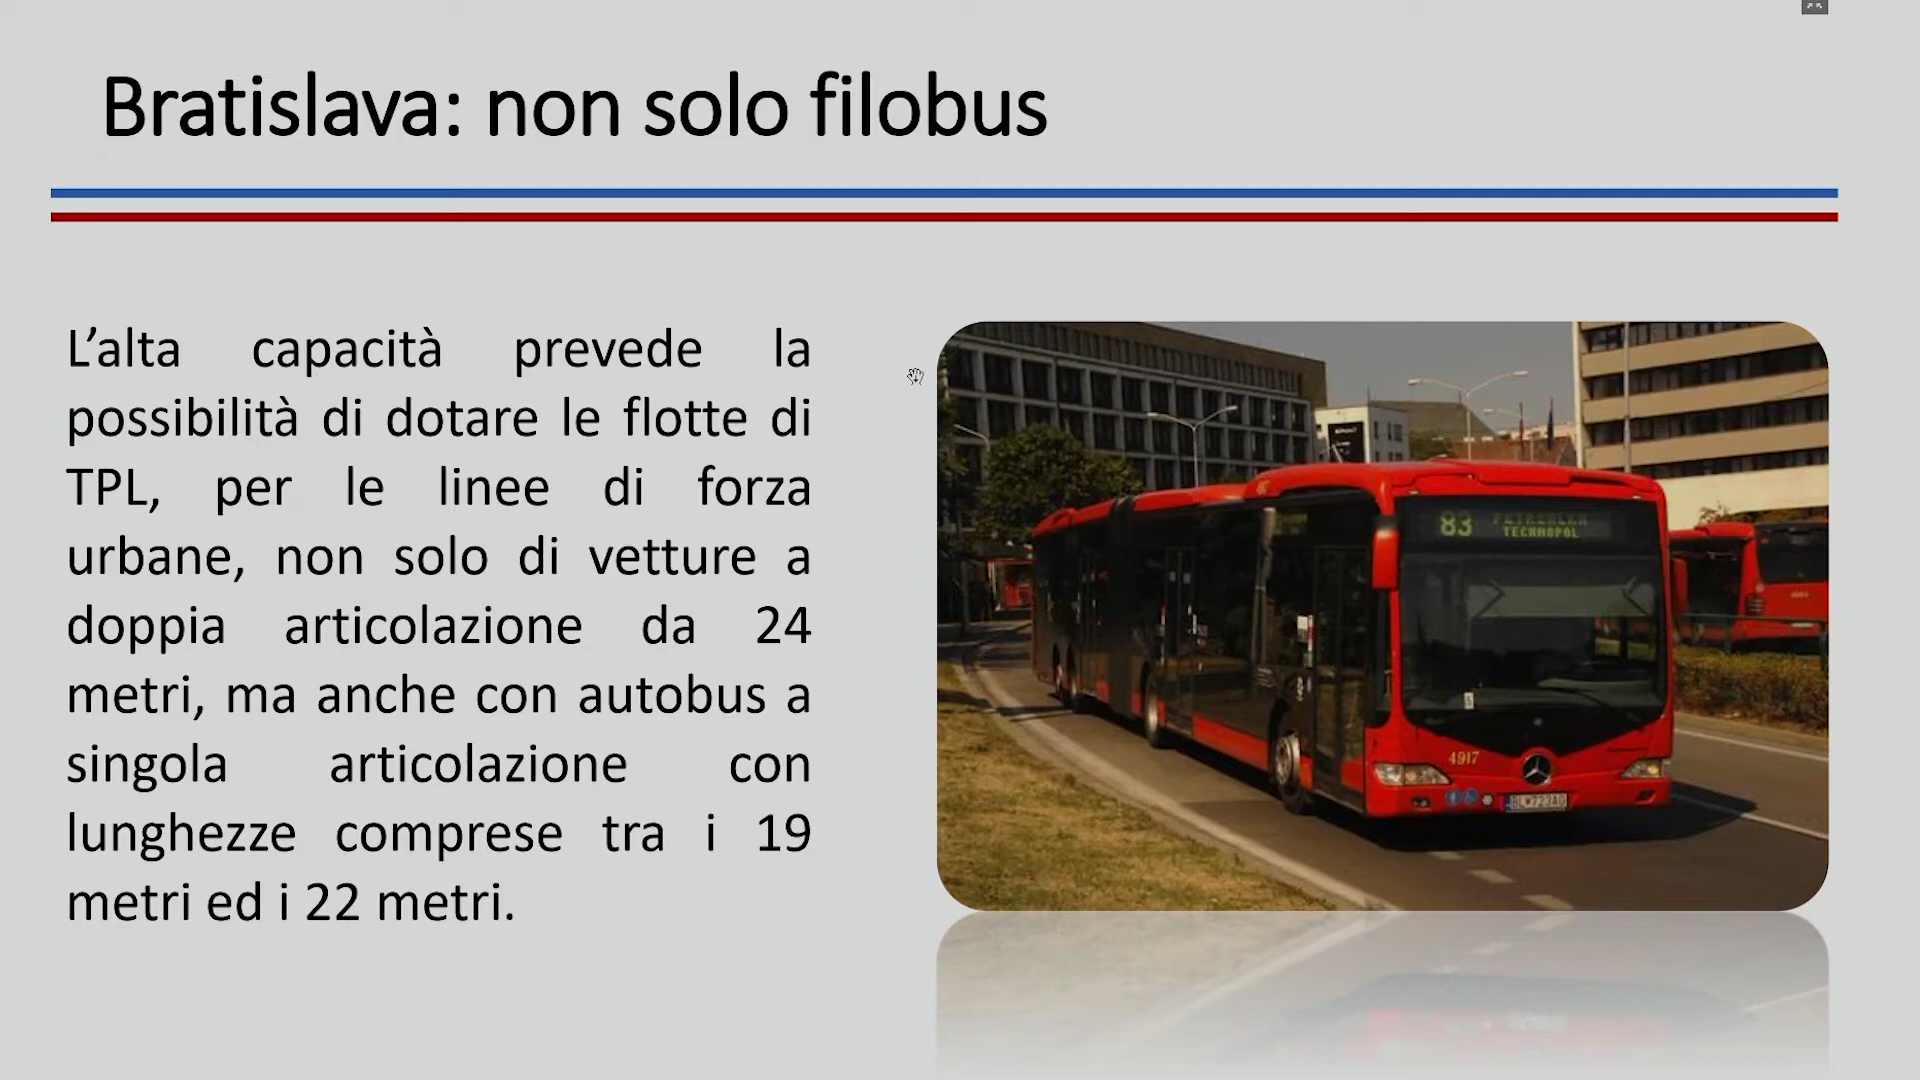 Bratislava: non solo filobus
L’alta capacità prevede la
possibilità di dotare le flotte di
TPL, per le linee di forza
urbane, non solo di vetture a
doppia articolazione da 24
metri, ma anche con autobus a
singola articolazione con
lunghezze comprese tra i 19
metri ed i 22 metri.
83
TECHNOPOL
4917